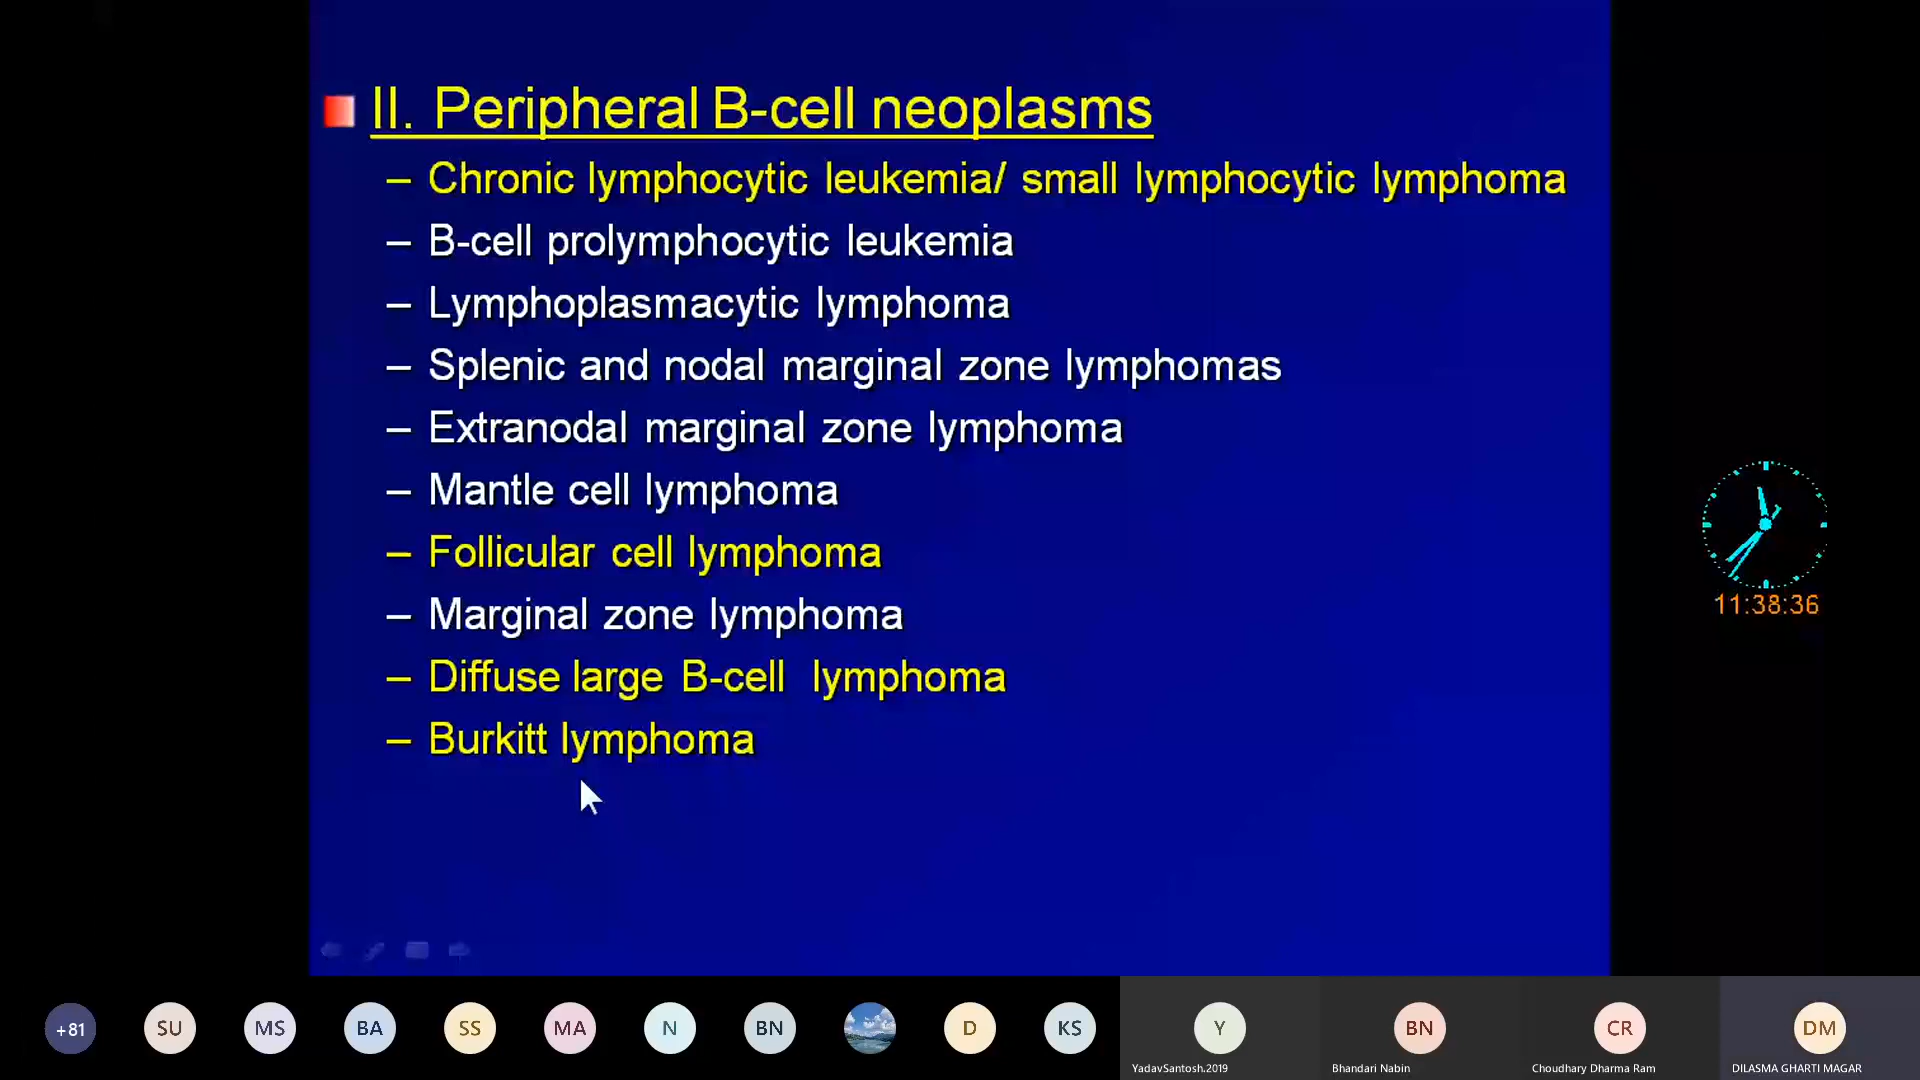 II. Peripheral B-cell neoplasms
– Chronic lymphocytic leukemia/ small lymphocytic lymphoma
– B-cell prolymphocytic leukemia
– Lymphoplasmacytic lymphoma
– Splenic and nodal marginal zone lymphomas
– Extranodal marginal zone lymphoma
– Mantle cell lymphoma
– Follicular cell lymphoma
– Marginal zone lymphoma
– Diffuse large B-cell lymphoma
– Burkitt lymphoma
11:38:36
+81 SU MS BA SS MA N BN D KS Y BN CR DM
YadavSantosh.2019 Bhandari Nabin Choudhary Dharma Ram DILASMA GHARTI MAGAR